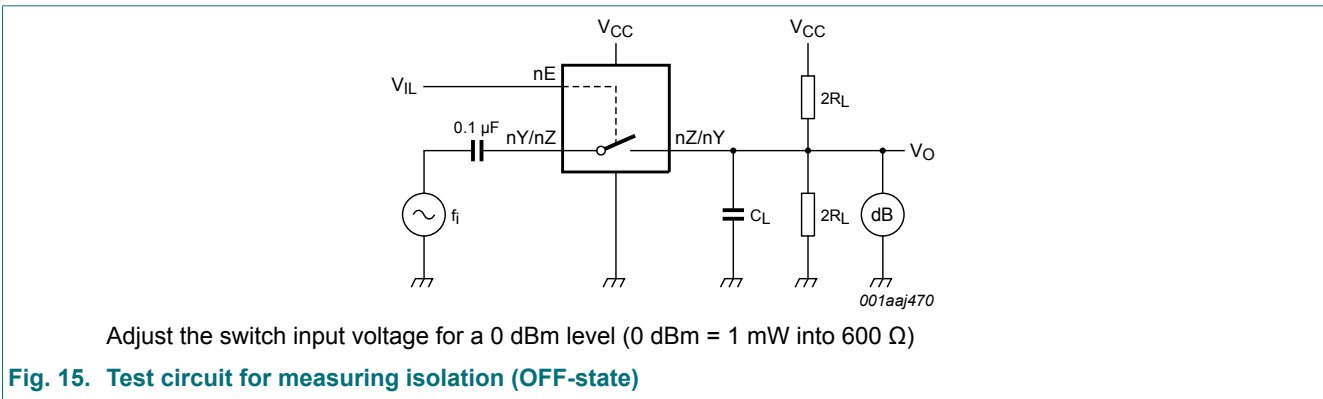 VCC VCC
nE
VIL
2RL
0.1 µF
nY/nZ nZ/nY
VO
fi
CL
2RL
dB
001aaj470
Adjust the switch input voltage for a 0 dBm level (0 dBm = 1 mW into 600 Ω)
Fig. 15. Test circuit for measuring isolation (OFF-state)